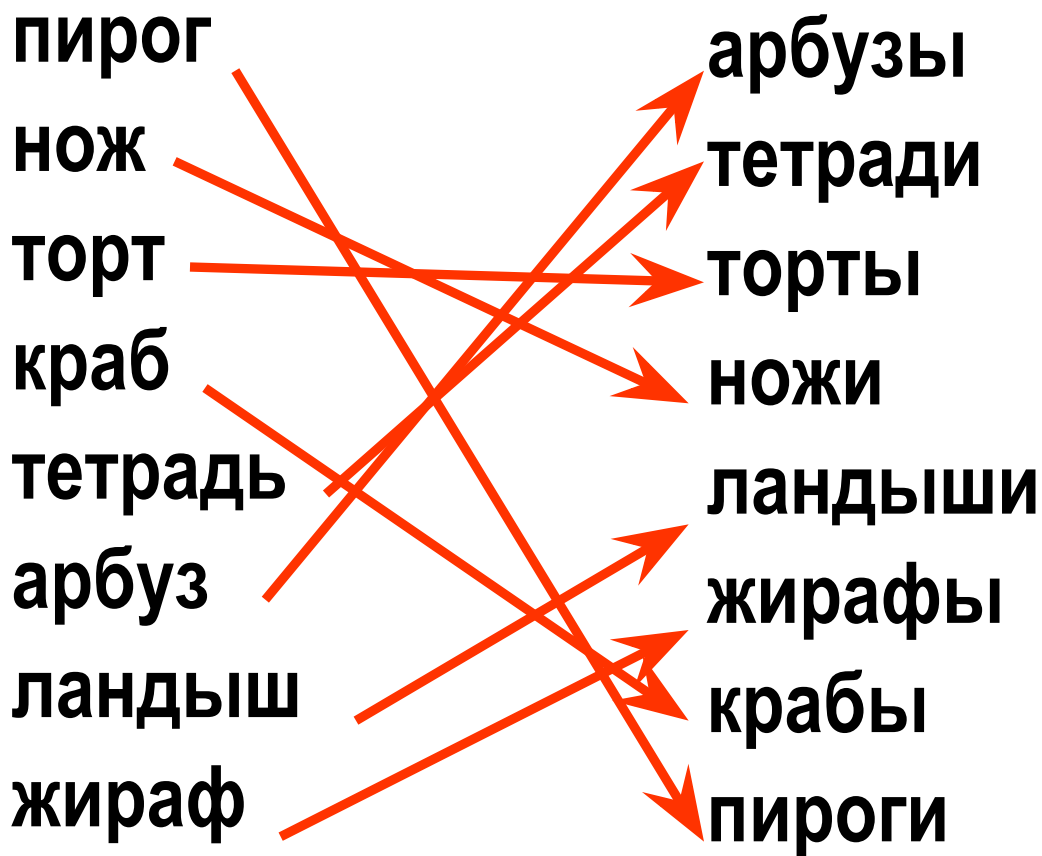 пирог
нож
торт
краб
тетрадь
арбуз
ландыш
жираф
арбузы
тетради
торты
ножи
ландыши
жирафы
крабы
пироги